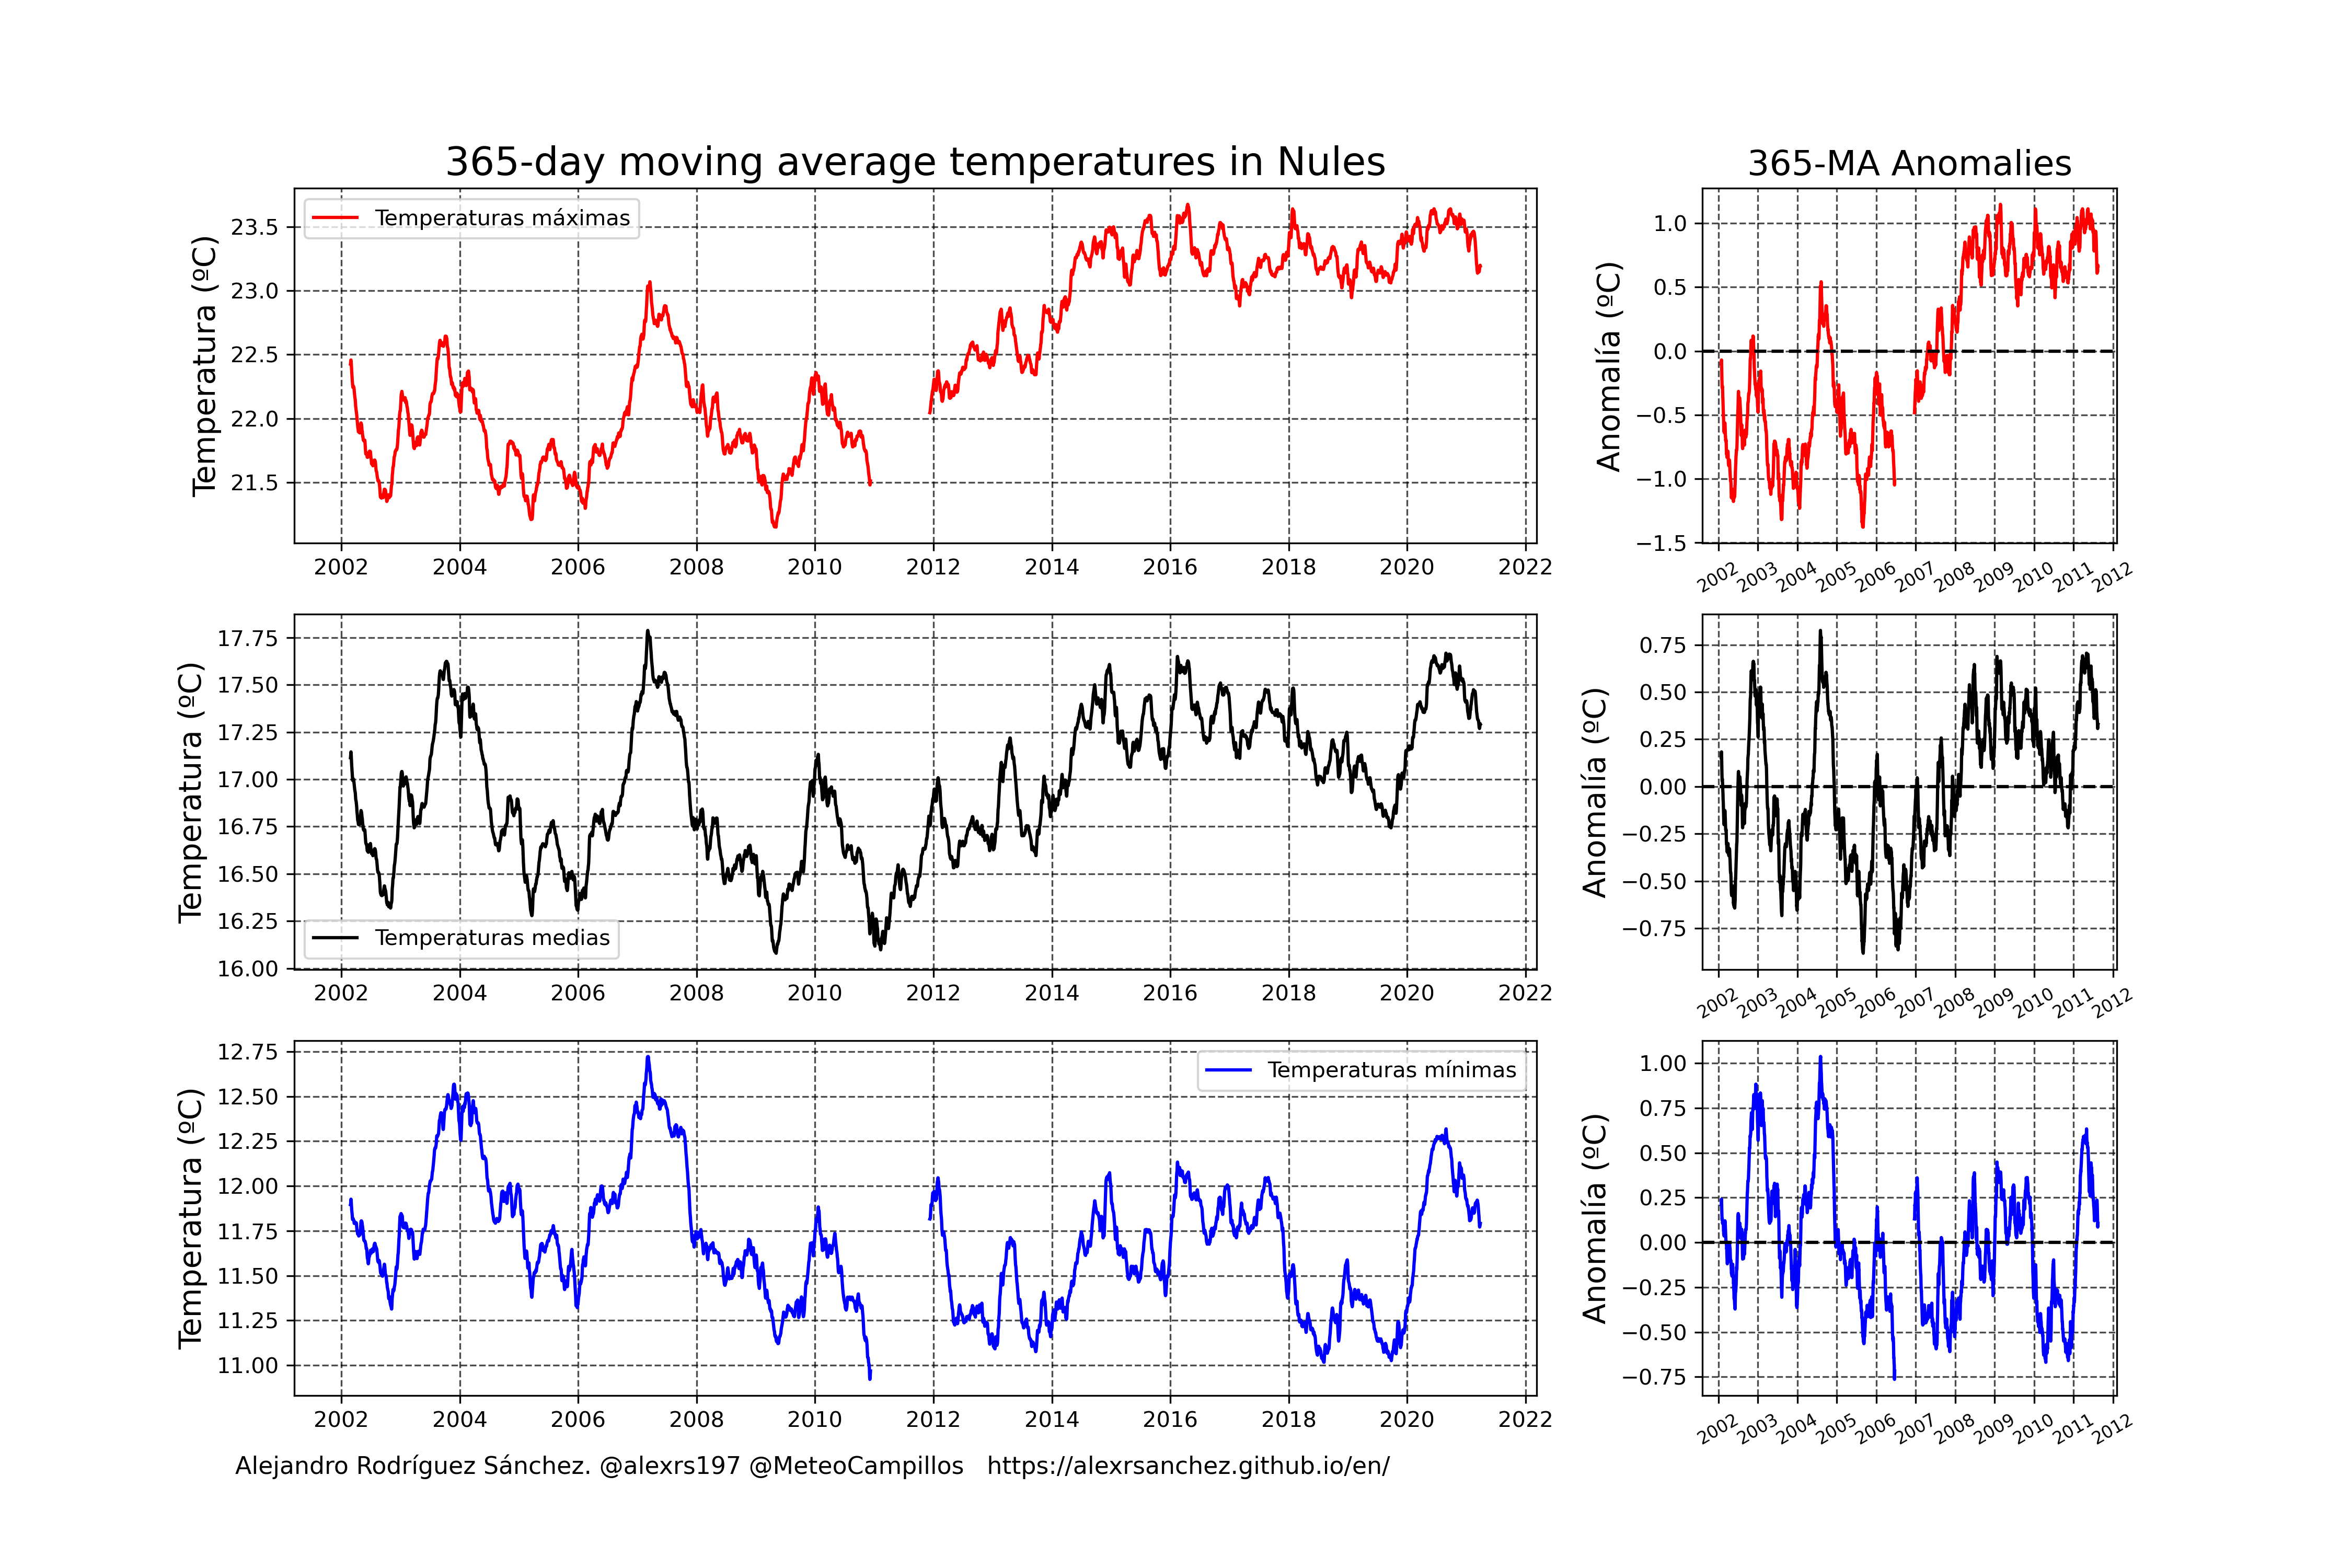 365-day moving average temperatures in Nules
365-MA Anomalies
Temperatura (ºC)
23.5
23.0
22.5
22.0
21.5
Temperaturas máximas
2002 2004 2006 2008 2010 2012 2014 2016 2018 2020 2022
Anomalía (ºC)
1.0
0.5
0.0
−0.5
−1.0
−1.5
2002 2003 2004 2005 2006 2007 2008 2009 2010 2011 2012
Temperatura (ºC)
17.75
17.50
17.25
17.00
16.75
16.50
16.25
16.00
Temperaturas medias
2002 2004 2006 2008 2010 2012 2014 2016 2018 2020 2022
Anomalía (ºC)
0.75
0.50
0.25
0.00
−0.25
−0.50
−0.75
2002 2003 2004 2005 2006 2007 2008 2009 2010 2011 2012
Temperatura (ºC)
12.75
12.50
12.25
12.00
11.75
11.50
11.25
11.00
Temperaturas mínimas
2002 2004 2006 2008 2010 2012 2014 2016 2018 2020 2022
Anomalía (ºC)
1.00
0.75
0.50
0.25
0.00
−0.25
−0.50
−0.75
2002 2003 2004 2005 2006 2007 2008 2009 2010 2011 2012
Alejandro Rodríguez Sánchez. @alexrs197 @MeteoCampillos https://alexrsanchez.github.io/en/